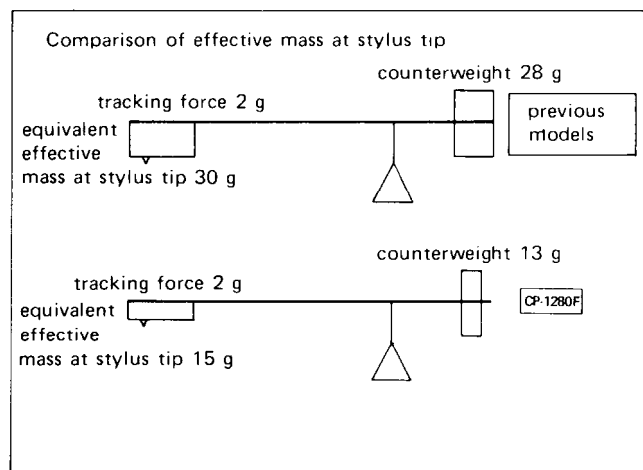 Comparison of effective mass at stylus tip
counterweight 28 g
tracking force 2 g
previous
models
equivalent
effective
mass at stylus tip 30 g
counterweight 13 g
tracking force 2 g
CP-1280F
equivalent
effective
mass at stylus tip 15 g